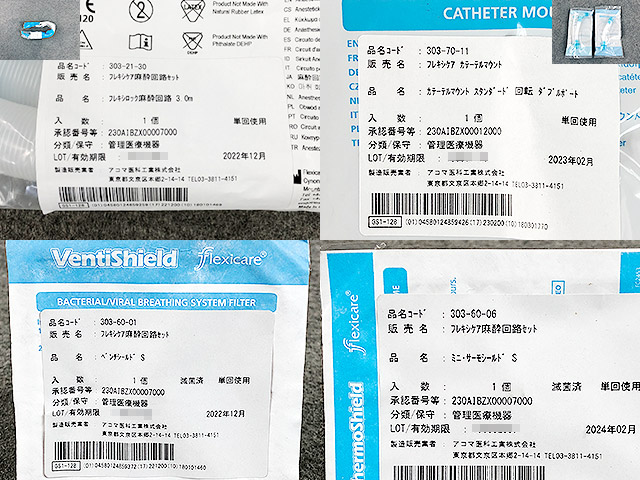 Product Not Made with
Natural Rubber Latex
Product Not Made with
Phthalate DEHP
品名コード : 303-21-30
販売名 : フレキシケア麻酔回路セット
品名 : フレキシロック麻酔回路 3.0m
入数 : 1個 単回使用
承認番号等 : 230AIBZX00007000
分類/保守 : 管理医療機器
LOT/有効期限 2022年12月
製造販売業者 アコマ医科工業株式会社
東京都文京区本郷2-14-14 TEL03-3811-4151
GS1-128
CATHETER MOU
品名コード : 303-70-11
販売名 : フレキシケア カテーテルマウント
品名 : カテーテルマウント スタンダード 回転 ダブルポート
入数 : 1個 単回使用
承認番号等 : 230AIBZX00012000
分類/保守 : 管理医療機器
LOT/有効期限 2023年02月
製造販売業者 アコマ医科工業株式会社
東京都文京区本郷2-14-14 TEL03-3811-4151
GS1-128 (01)04580124859426(17)230200(10)180301770
VentiShield flexicare®
BACTERIAL/VIRAL BREATHING SYSTEM FILTER
品名コード : 303-60-01
販売名 : フレキシケア麻酔回路セット
品名 : ベンチシールド S
入数 : 1個 滅菌済 単回使用
承認番号等 : 230AIBZX00007000
分類/保守 : 管理医療機器
LOT/有効期限 2022年12月
製造販売業者 アコマ医科工業株式会社
東京都文京区本郷2-14-14 TEL03-3811-4151
GS1-128 (01)04580124859372(17)221200(10)180101460
hermoShield flexicare®
品名コード : 303-60-06
販売名 : フレキシケア麻酔回路セット
品名 : ミニ・サーモシールド S
入数 : 1個 滅菌済 単回使用
承認番号等 : 230AIBZX00007000
分類/保守 : 管理医療機器
LOT/有効期限 2024年02月
製造販売業者 アコマ医科工業株式会社
東京都文京区本郷2-14-14 TEL03-3811-4151